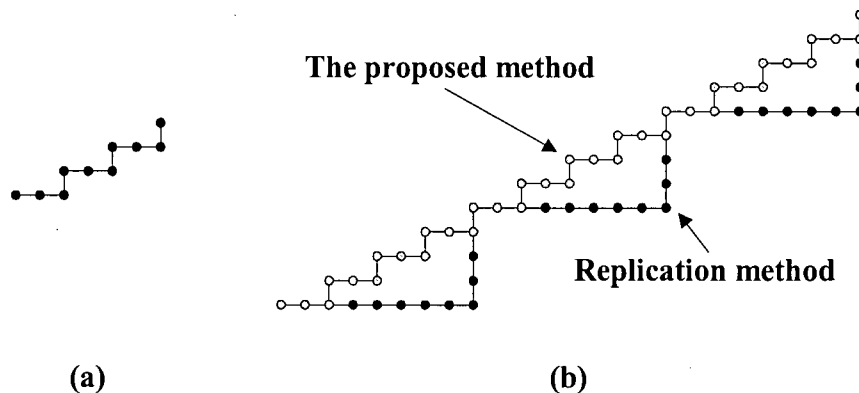 The proposed method
Replication method
(a)
(b)